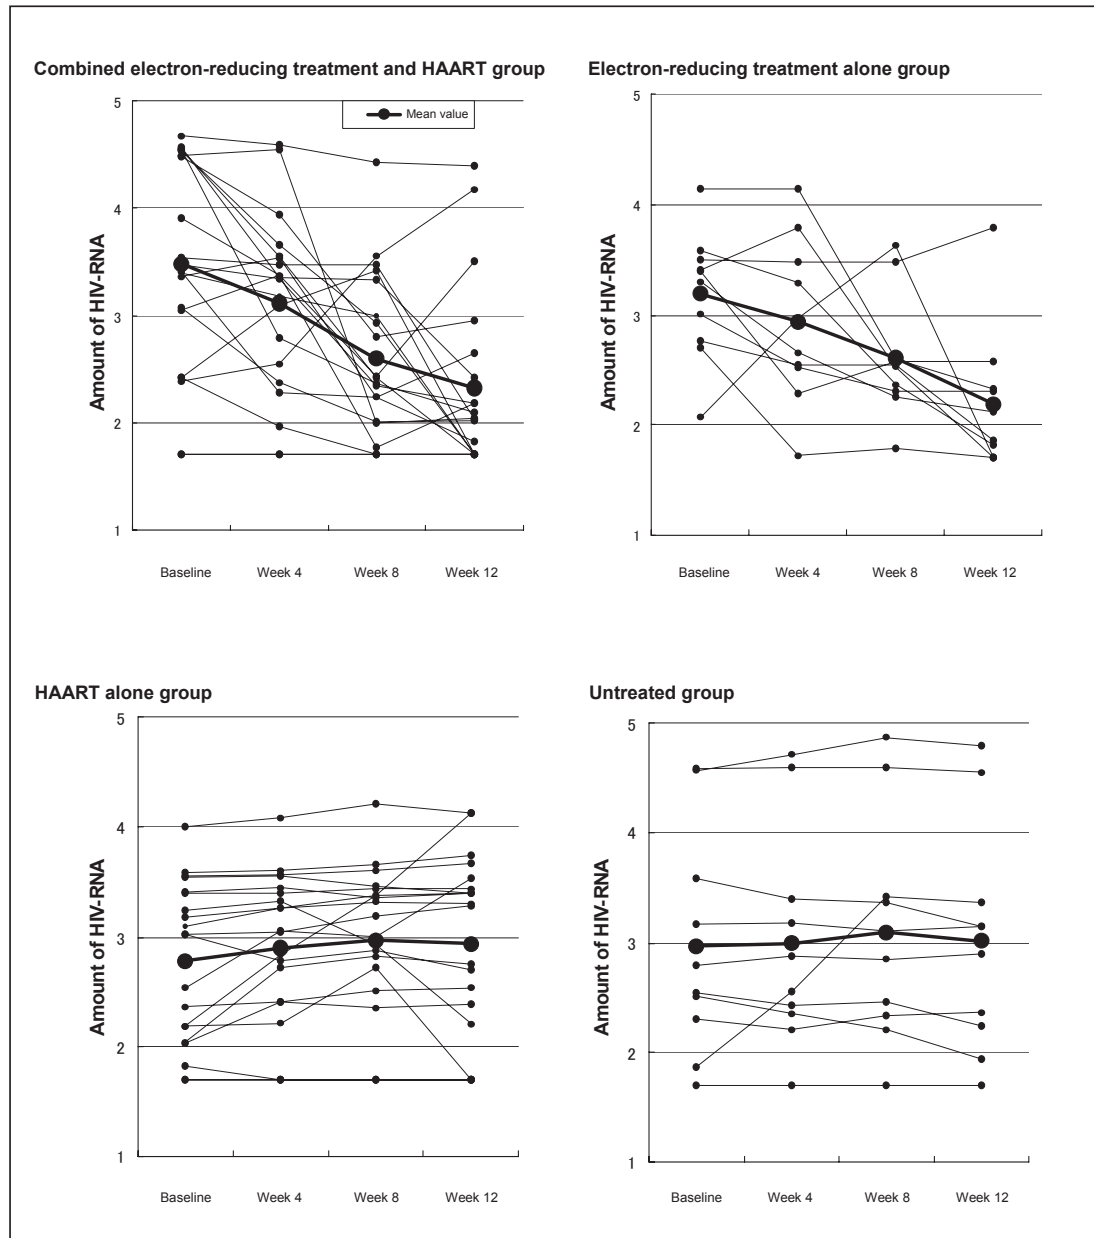 Combined electron-reducing treatment and HAART group
Amount of HIV-RNA
5
4
3
2
1
Mean value
Baseline Week 4 Week 8 Week 12
Electron-reducing treatment alone group
Amount of HIV-RNA
5
4
3
2
1
Baseline Week 4 Week 8 Week 12
HAART alone group
Amount of HIV-RNA
5
4
3
2
1
Baseline Week 4 Week 8 Week 12
Untreated group
Amount of HIV-RNA
5
4
3
2
1
Baseline Week 4 Week 8 Week 12